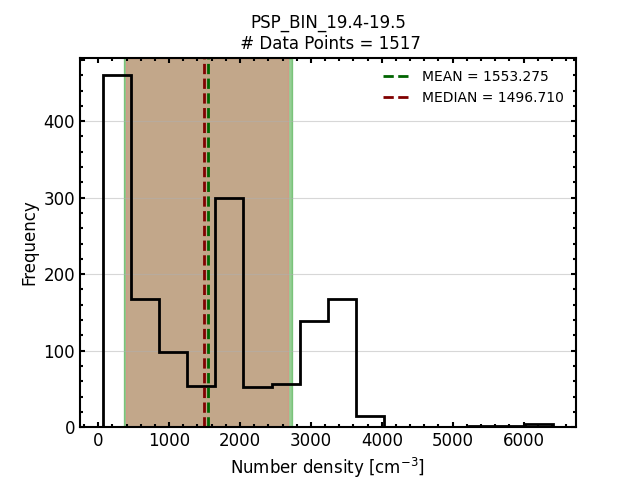 PSP_BIN_19.4-19.5
# Data Points = 1517
MEAN = 1553.275
MEDIAN = 1496.710
Frequency
400
300
200
100
0
0 1000 2000 3000 4000 5000 6000
Number density [cm⁻³]